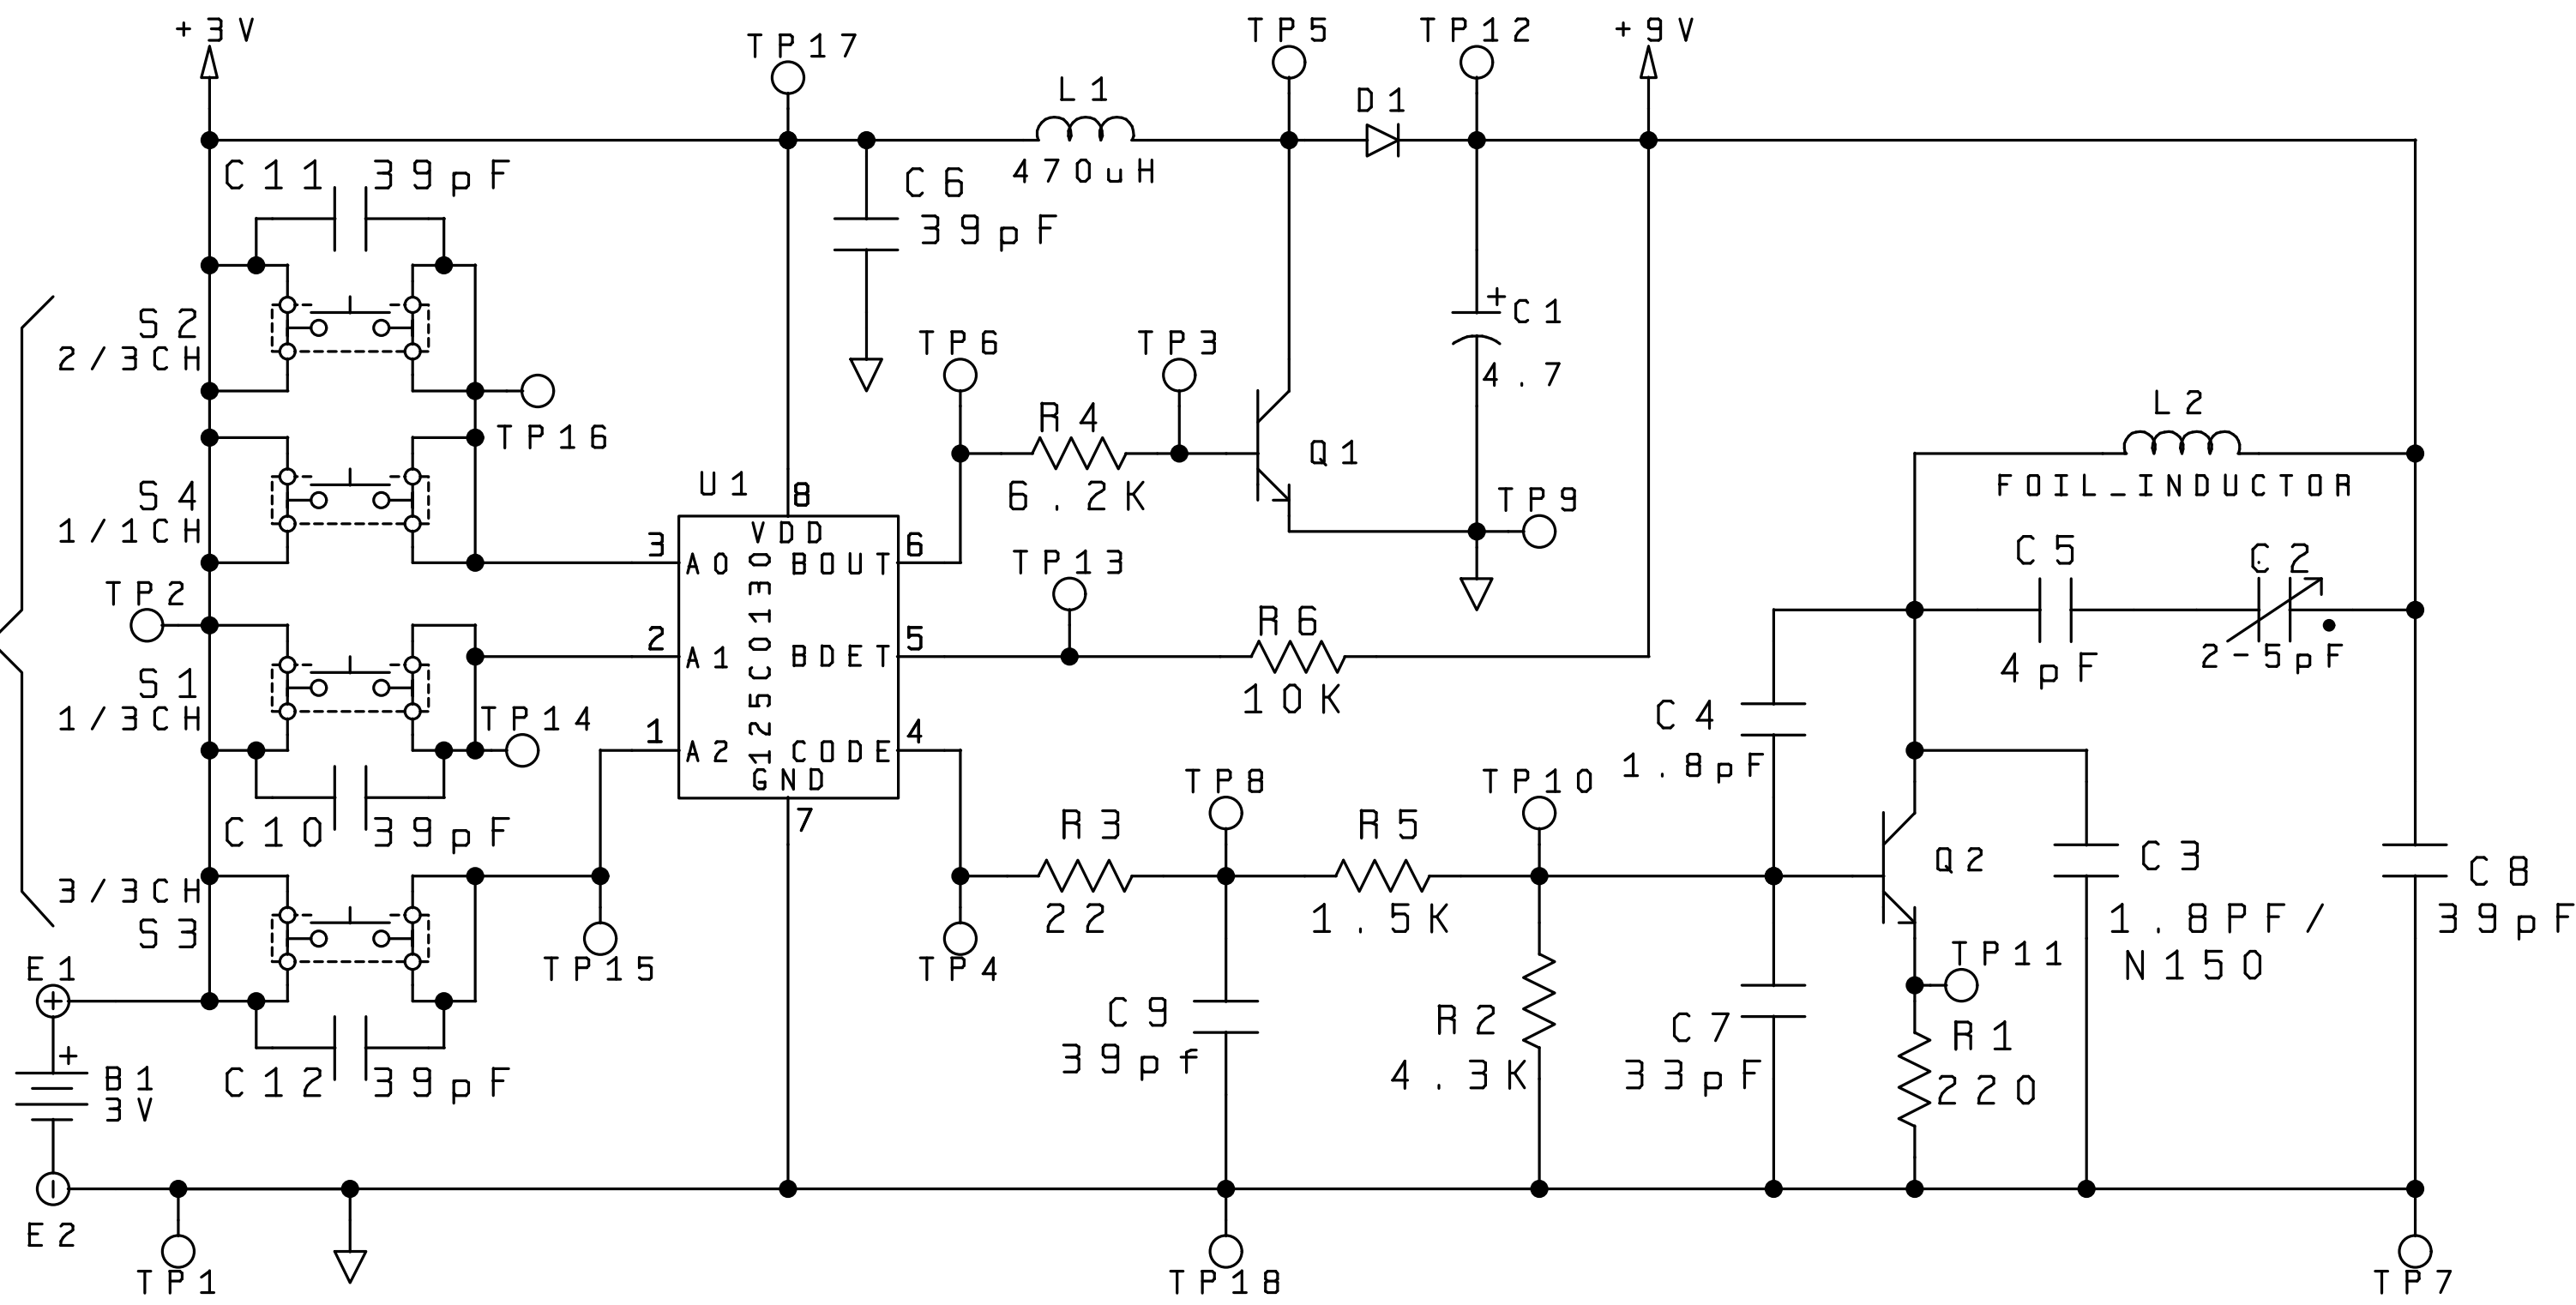 +3V
TP17
TP5
TP12
+9V
L1
470uH
D1
C11 39pF
C6
39pF
S2
2/3CH
+
C1
4.7
TP6
TP3
R4
6.2K
Q1
TP16
L2
FOIL_INDUCTOR
S4
1/1CH
U1
8
VDD
TP9
3
A0
BOUT
6
TP13
C5
4pF
C2
2-5pF
TP2
2
A1
BDET
5
R6
10K
125C0130
S1
1/3CH
TP14
C4
1.8pF
1
A2
CODE
4
GND
7
C10 39pF
TP8
TP10
R3
22
R5
1.5K
Q2
C3
1.8PF/
N150
C8
39pF
3/3CH
S3
TP15
TP4
TP11
E1
+
C9
39pf
R2
4.3K
C7
33pF
R1
220
+
B1
3V
C12 39pF
E2
TP1
TP18
TP7